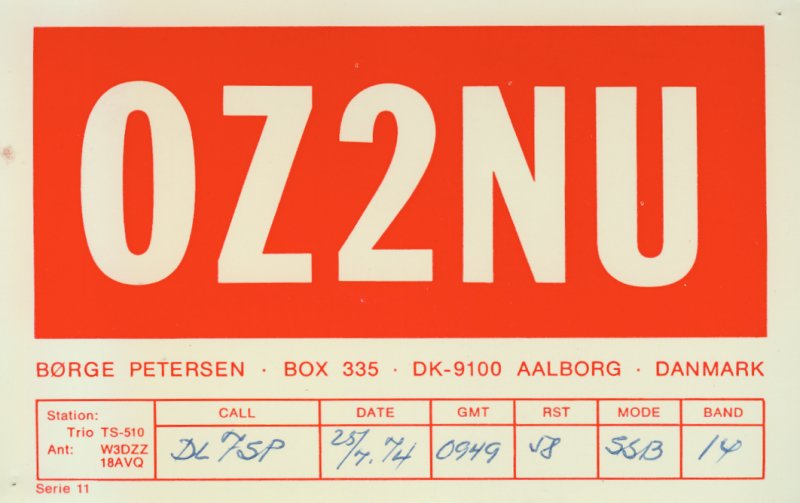 OZ2NU
BØRGE PETERSEN · BOX 335 · DK-9100 AALBORG · DANMARK
Station: CALL DATE GMT RST MODE BAND
Trio TS-510
Ant: W3DZZ
18AVQ
DL7SP 25/7.74 0949 58 SSB 14
Serie 11